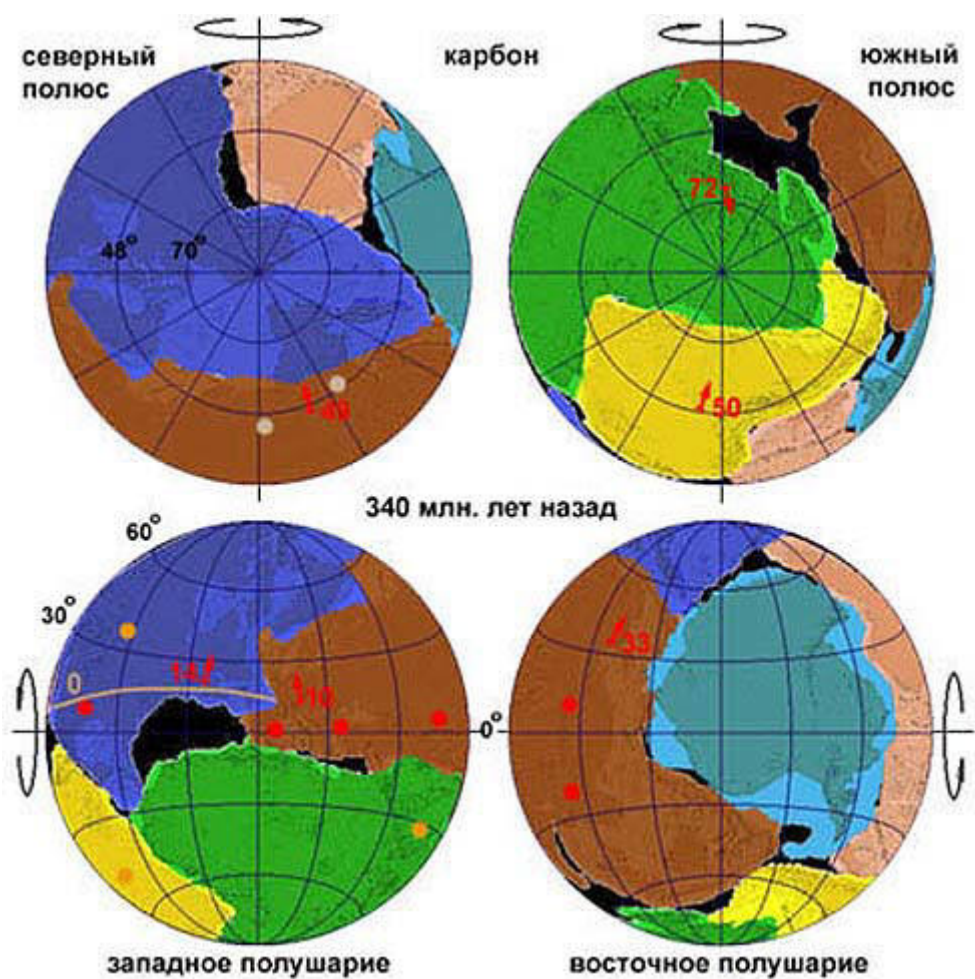 северный полюс
карбон
южный полюс
72
48° 70°
49
50
340 млн. лет назад
60°
30°
33
14
0
10
0°
западное полушарие
восточное полушарие